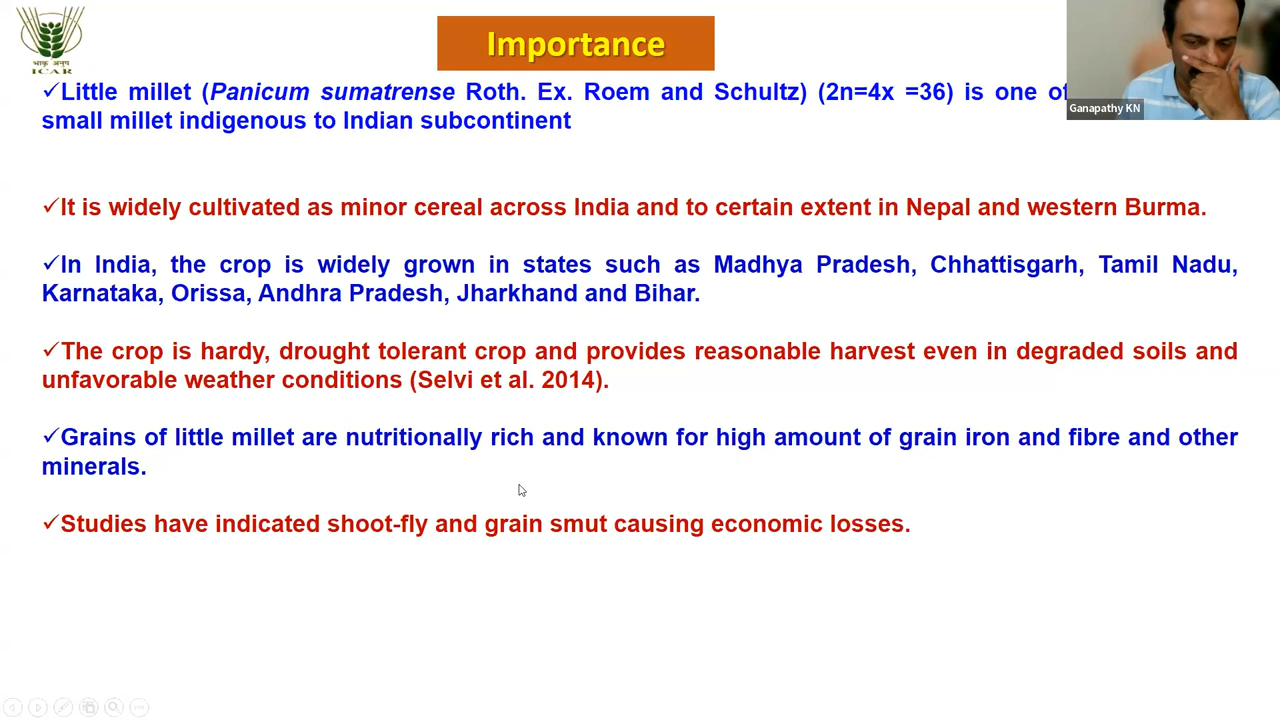 Importance
भाकृ अनुप
ICAR
Ganapathy KN
✓Little millet (Panicum sumatrense Roth. Ex. Roem and Schultz) (2n=4x =36) is one of
small millet indigenous to Indian subcontinent
✓It is widely cultivated as minor cereal across India and to certain extent in Nepal and western Burma.
✓In India, the crop is widely grown in states such as Madhya Pradesh, Chhattisgarh, Tamil Nadu,
Karnataka, Orissa, Andhra Pradesh, Jharkhand and Bihar.
✓The crop is hardy, drought tolerant crop and provides reasonable harvest even in degraded soils and
unfavorable weather conditions (Selvi et al. 2014).
✓Grains of little millet are nutritionally rich and known for high amount of grain iron and fibre and other
minerals.
✓Studies have indicated shoot-fly and grain smut causing economic losses.